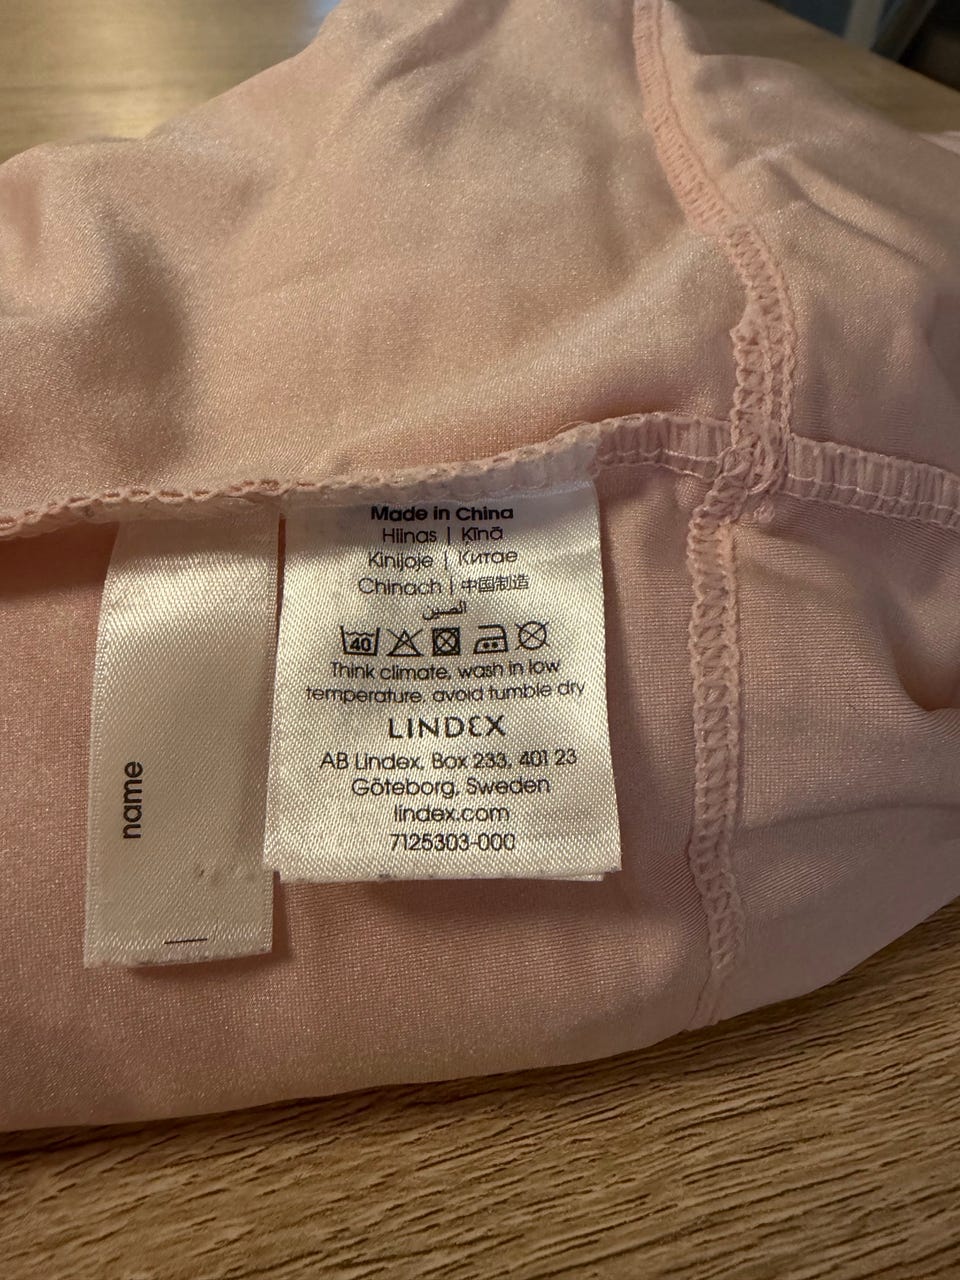 name
Made in China
Hiinas | Ķīnā
Kinijoje | Китае
Chinach | 中国制造
الصين
40
Think climate, wash in low
temperature, avoid tumble dry
LINDEX
AB Lindex, Box 233, 401 23
Göteborg, Sweden
lindex.com
7125303-000